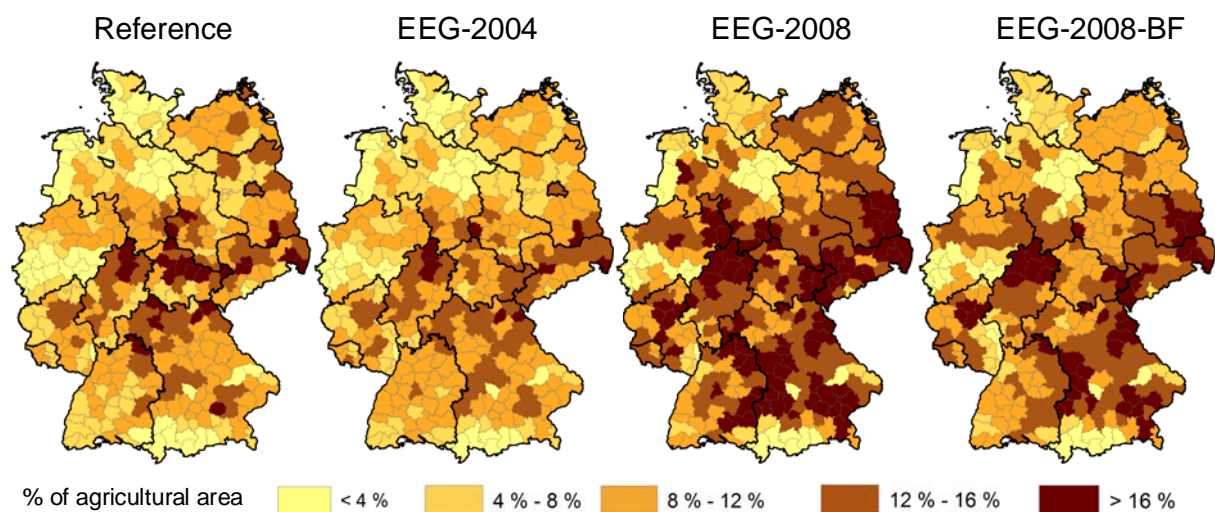 Reference EEG-2004 EEG-2008 EEG-2008-BF
% of agricultural area < 4 % 4 % - 8 % 8 % - 12 % 12 % - 16 % > 16 %